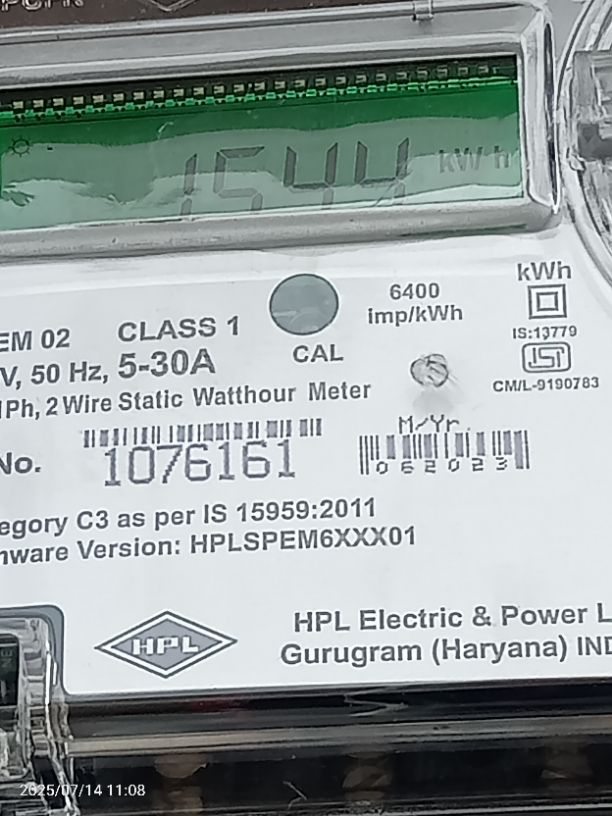 1544 kWh
kWh
6400
imp/kWh
IS:13779
EM 02 CLASS 1
CAL
V, 50 Hz, 5-30A
CM/L-9190783
1Ph, 2 Wire Static Watthour Meter
M/Yr.
No. 1076161
062023
egory C3 as per IS 15959:2011
nware Version: HPLSPEM6XXX01
HPL
HPL Electric & Power L
Gurugram (Haryana) IND
2025/07/14 11:08